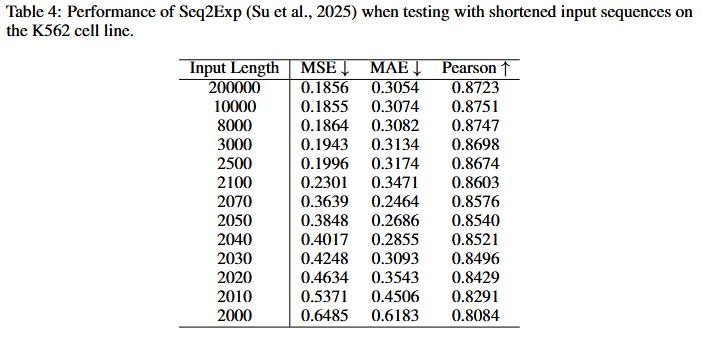 Table 4: Performance of Seq2Exp (Su et al., 2025) when testing with shortened input sequences on
the K562 cell line.
Input Length MSE ↓ MAE ↓ Pearson ↑
200000 0.1856 0.3054 0.8723
10000 0.1855 0.3074 0.8751
8000 0.1864 0.3082 0.8747
3000 0.1943 0.3134 0.8698
2500 0.1996 0.3174 0.8674
2100 0.2301 0.3471 0.8603
2070 0.3639 0.2464 0.8576
2050 0.3848 0.2686 0.8540
2040 0.4017 0.2855 0.8521
2030 0.4248 0.3093 0.8496
2020 0.4634 0.3543 0.8429
2010 0.5371 0.4506 0.8291
2000 0.6485 0.6183 0.8084